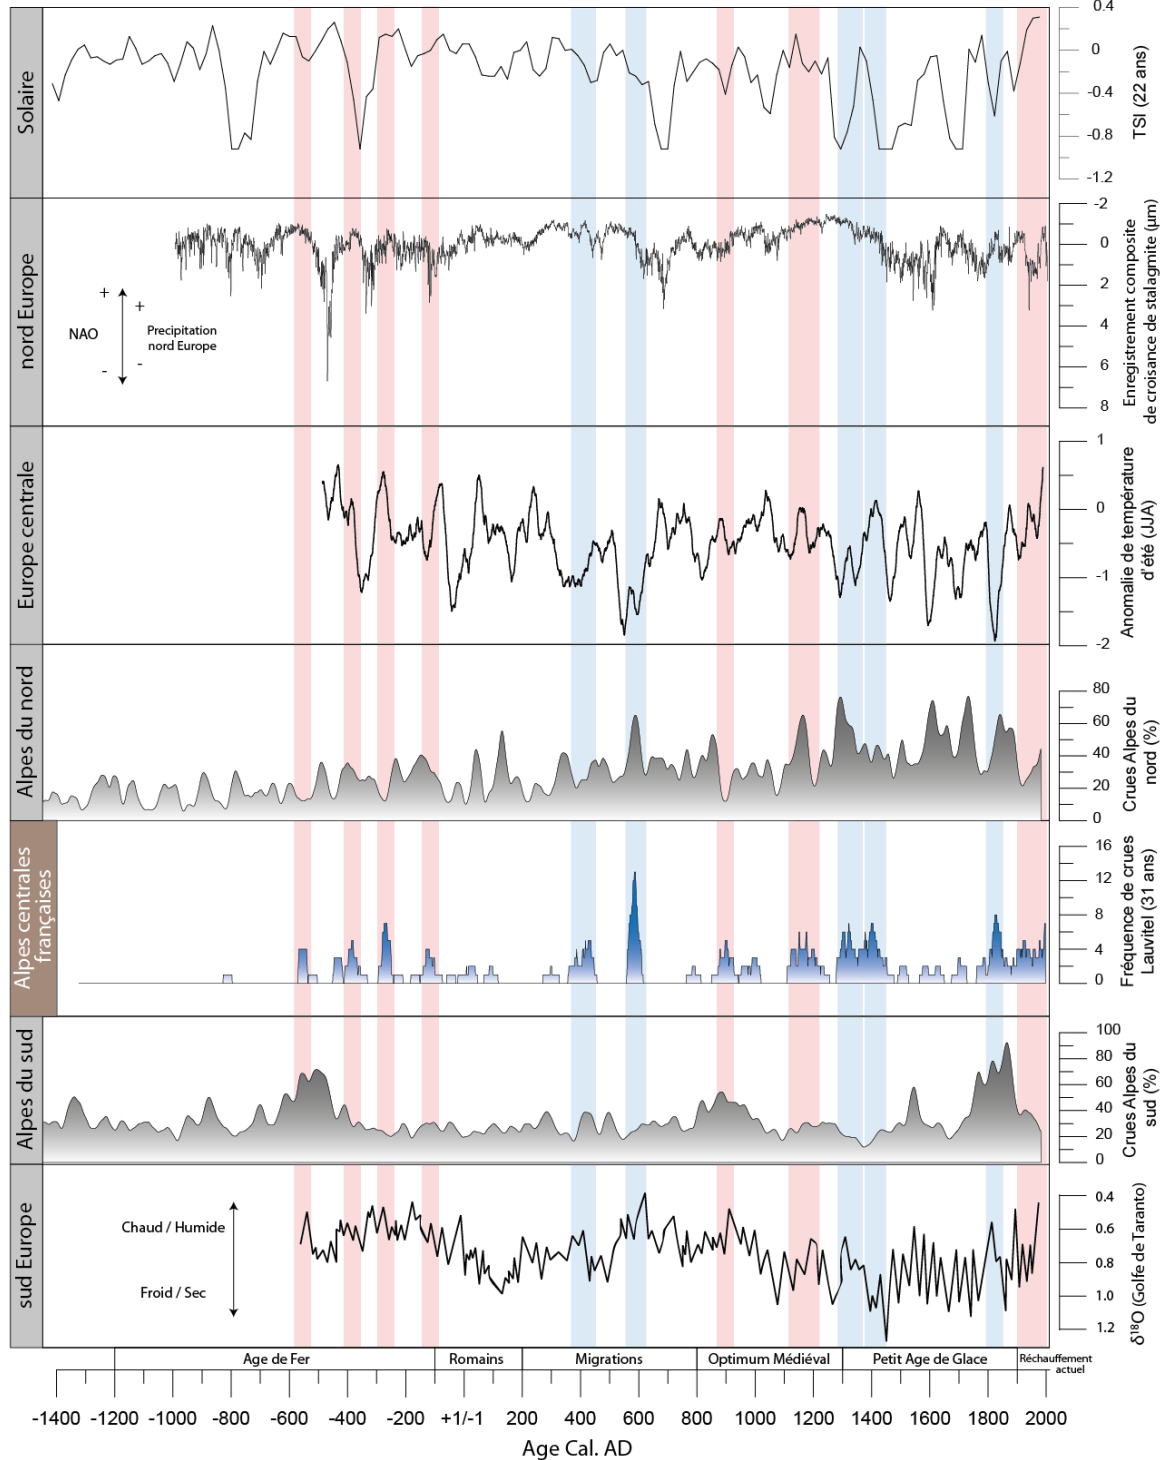 Solaire
0.4
0
-0.4
-0.8
-1.2
TSI (22 ans)
nord Europe
NAO
+
-
+
-
Precipitation
nord Europe
-2
0
2
4
6
8
Enregistrement composite
de croisance de stalagmite (µm)
Europe centrale
1
0
-1
-2
Anomalie de température
d'été (JJA)
Alpes du nord
80
60
40
20
0
Crues Alpes du
nord (%)
Alpes centrales
françaises
16
12
8
4
0
Fréquence de crues
Lauvitel (31 ans)
Alpes du sud
100
80
60
40
20
0
Crues Alpes du
sud (%)
sud Europe
Chaud / Humide
Froid / Sec
0.4
0.6
0.8
1.0
1.2
δ18O (Golfe de Taranto)
Age de Fer
Romains
Migrations
Optimum Médiéval
Petit Age de Glace
Réchauffement
actuel
-1400 -1200 -1000 -800 -600 -400 -200 +1/-1 200 400 600 800 1000 1200 1400 1600 1800 2000
Age Cal. AD